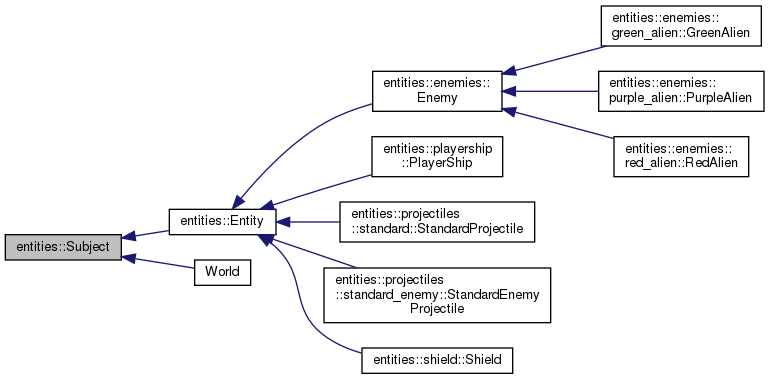 entities::enemies::
green_alien::GreenAlien
entities::enemies::
Enemy
entities::enemies::
purple_alien::PurpleAlien
entities::enemies::
red_alien::RedAlien
entities::playership
::PlayerShip
entities::projectiles
::standard::StandardProjectile
entities::Entity
entities::Subject
World
entities::projectiles
::standard_enemy::StandardEnemy
Projectile
entities::shield::Shield